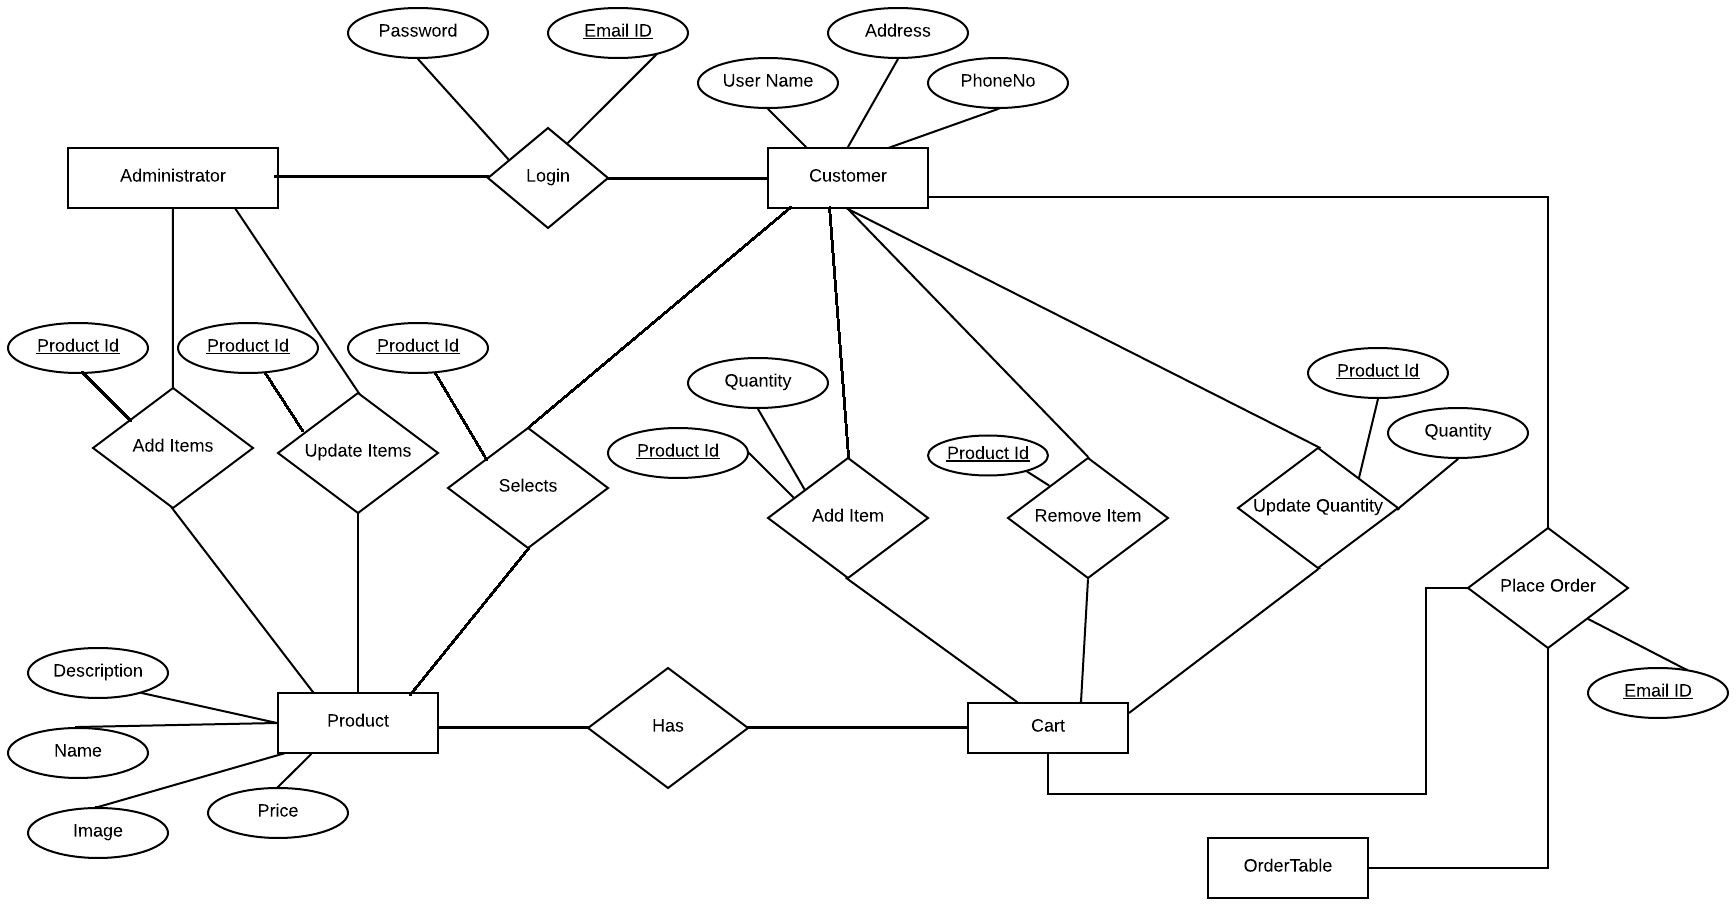 Password
Email ID
Address
User Name
PhoneNo
Administrator
Login
Customer
Product Id
Product Id
Product Id
Quantity
Product Id
Product Id
Product Id
Quantity
Add Items
Update Items
Selects
Add Item
Remove Item
Update Quantity
Place Order
Email ID
Description
Name
Product
Has
Cart
Image
Price
OrderTable